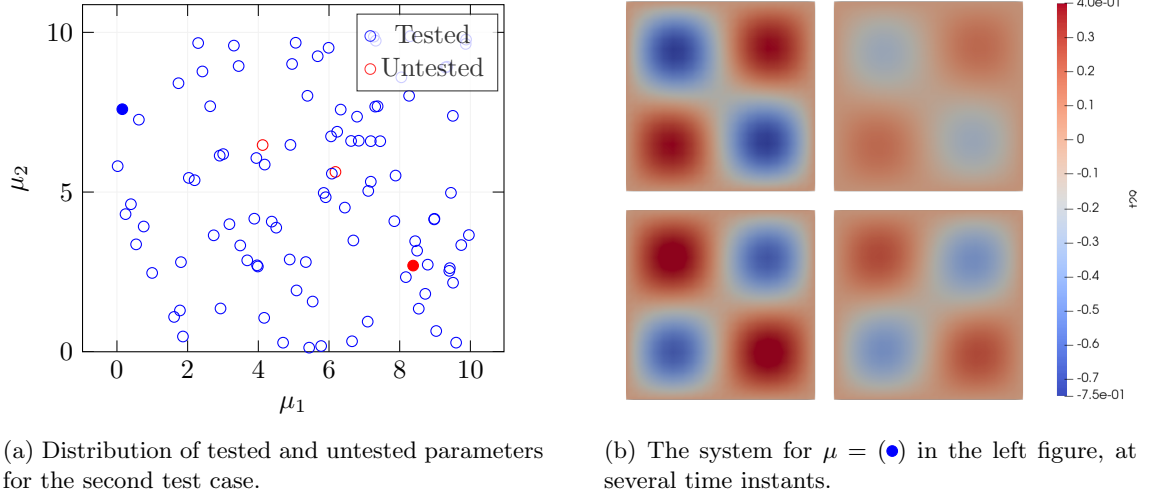 10
5
0
0
2
4
6
8
10
μ₂
μ₁
Tested
Untested
4.0e-01
0.3
0.2
0.1
0
-0.1
-0.2
-0.3
-0.4
-0.5
-0.6
-0.7
-7.5e-01
(a) Distribution of tested and untested parameters
for the second test case.
(b) The system for μ = (●) in the left figure, at
several time instants.